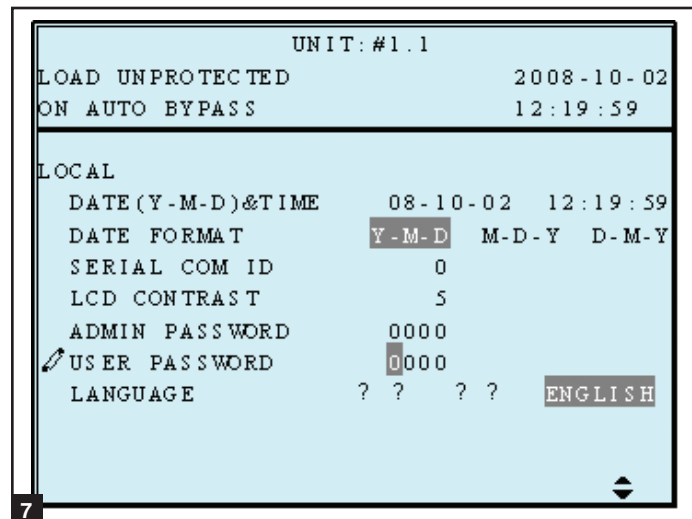 UNIT:#1.1
LOAD UNPROTECTED 2008-10-02
ON AUTO BYPASS 12:19:59
LOCAL
DATE(Y-M-D)&TIME 08-10-02 12:19:59
DATE FORMAT Y-M-D M-D-Y D-M-Y
SERIAL COM ID 0
LCD CONTRAST 5
ADMIN PASSWORD 0000
USER PASSWORD 0000
LANGUAGE ? ? ? ? ENGLISH
7